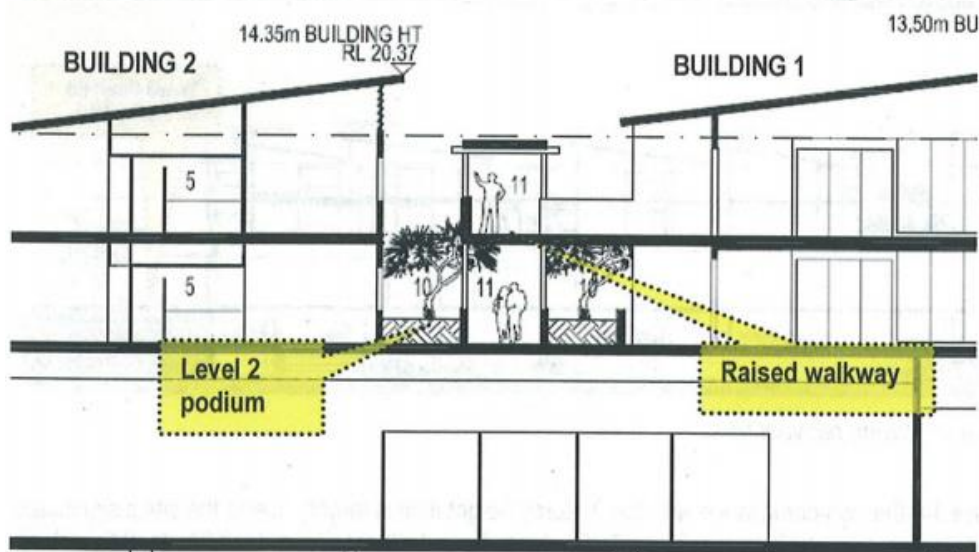 14.35m BUILDING HT
RL 20.37
13,50m BU
BUILDING 2
BUILDING 1
5
11
5
10
11
Level 2
podium
Raised walkway